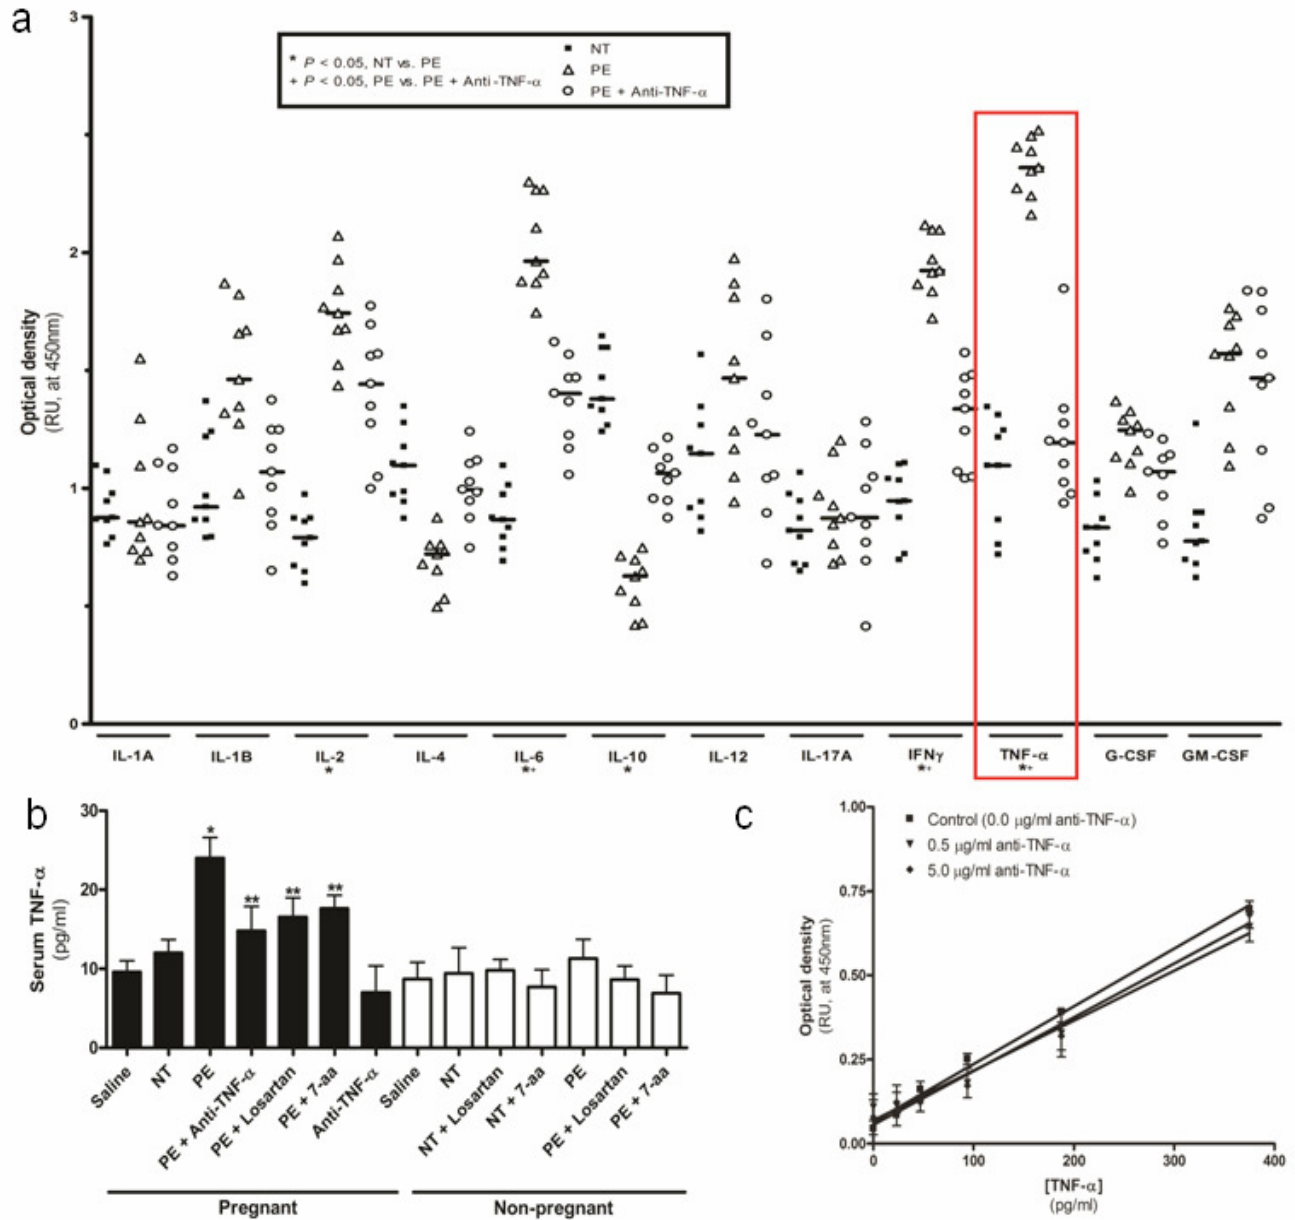 a
3
* P < 0.05, NT vs. PE
+ P < 0.05, PE vs. PE + Anti-TNF-α
NT
PE
PE + Anti-TNF-α
2
1
0
Optical density
(RU, at 450nm)
IL-1A IL-1B IL-2 IL-4 IL-6 IL-10 IL-12 IL-17A IFNγ TNF-α G-CSF GM-CSF
* *+ * *+ *+
b
30
20
10
0
Serum TNF-α
(pg/ml)
* ** ** **
Saline NT PE PE + Anti-TNF-α PE + Losartan PE + 7-aa Anti-TNF-α Saline NT NT + Losartan NT + 7-aa PE PE + Losartan PE + 7-aa
Pregnant Non-pregnant
c
1.00
0.75
0.50
0.25
0.00
Optical density
(RU, at 450nm)
Control (0.0 μg/ml anti-TNF-α)
0.5 μg/ml anti-TNF-α
5.0 μg/ml anti-TNF-α
0 100 200 300 400
[TNF-α]
(pg/ml)